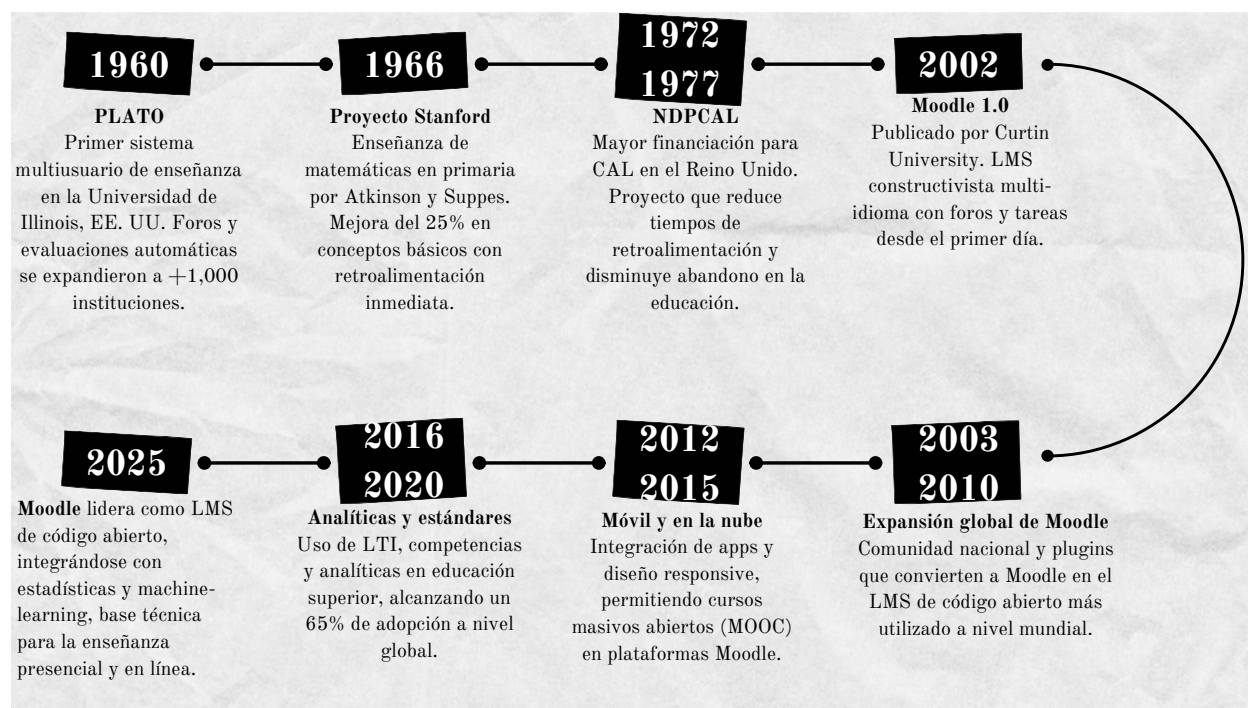 1960
PLATO
Primer sistema
multiusuario de enseñanza
en la Universidad de
Illinois, EE. UU. Foros y
evaluaciones automáticas
se expandieron a +1,000
instituciones.
1966
Proyecto Stanford
Enseñanza de
matemáticas en primaria
por Atkinson y Suppes.
Mejora del 25% en
conceptos básicos con
retroalimentación
inmediata.
1972
1977
NDPCAL
Mayor financiación para
CAL en el Reino Unido.
Proyecto que reduce
tiempos de
retroalimentación y
disminuye abandono en la
educación.
2002
Moodle 1.0
Publicado por Curtin
University. LMS
constructivista multi-
idioma con foros y tareas
desde el primer día.
2003
2010
Expansión global de Moodle
Comunidad nacional y plugins
que convierten a Moodle en el
LMS de código abierto más
utilizado a nivel mundial.
2012
2015
Móvil y en la nube
Integración de apps y
diseño responsive,
permitiendo cursos
masivos abiertos (MOOC)
en plataformas Moodle.
2016
2020
Analíticas y estándares
Uso de LTI, competencias
y analíticas en educación
superior, alcanzando un
65% de adopción a nivel
global.
2025
Moodle lidera como LMS
de código abierto,
integrándose con
estadísticas y machine-
learning, base técnica
para la enseñanza
presencial y en línea.